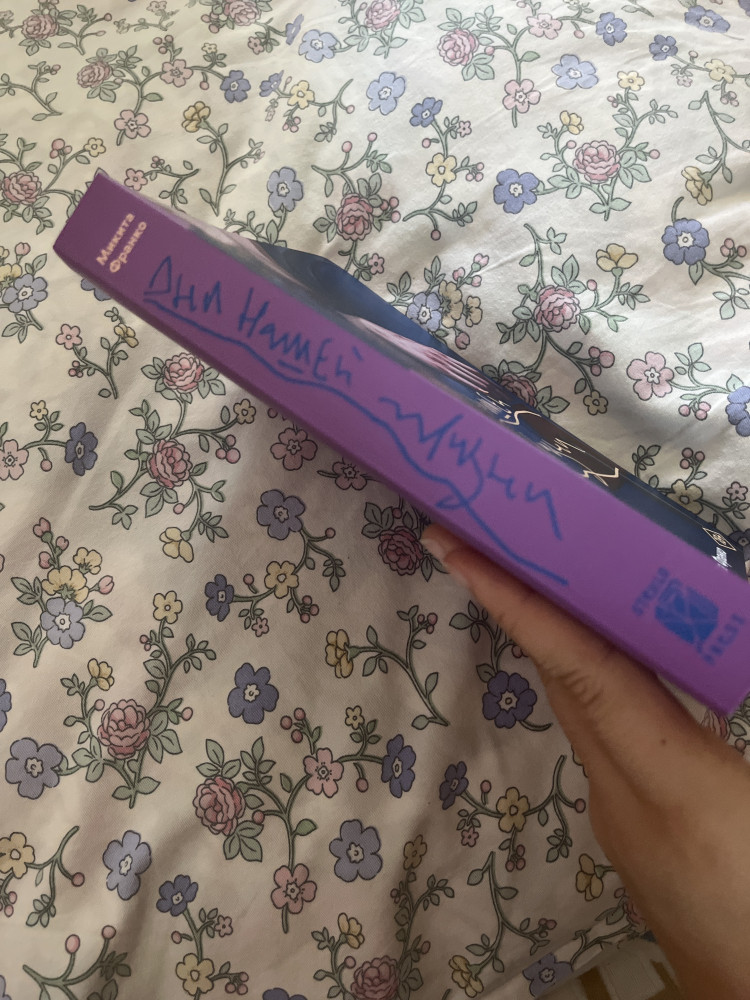 Микита
Франко
Дни нашей жизни